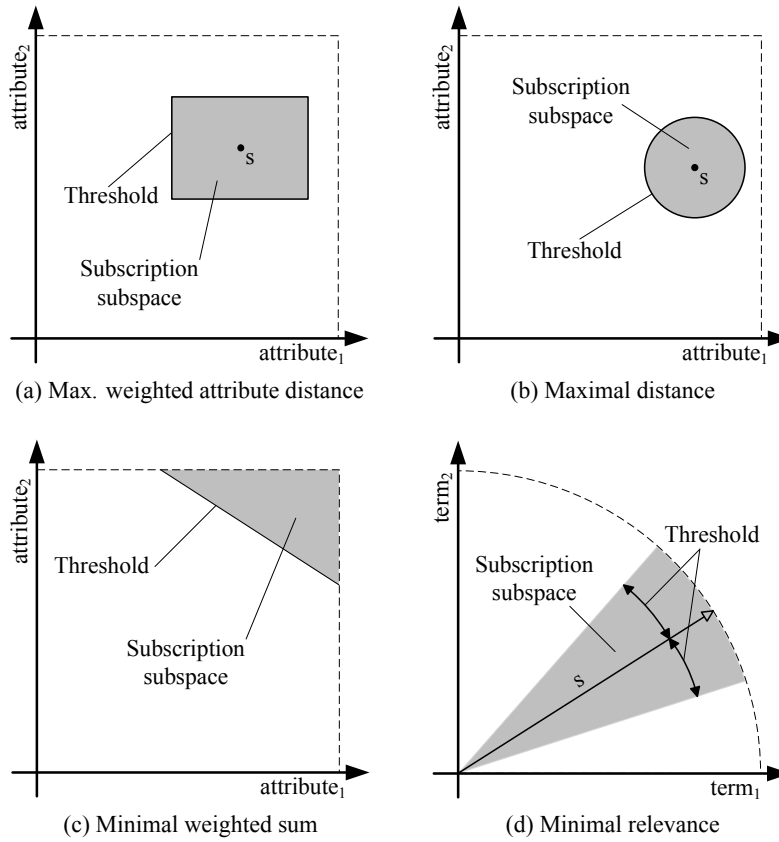 attribute₂
Threshold
s
Subscription
subspace
attribute₁
(a) Max. weighted attribute distance
attribute₂
Subscription
subspace
s
Threshold
attribute₁
(b) Maximal distance
attribute₂
Threshold
Subscription
subspace
attribute₁
(c) Minimal weighted sum
term₂
Threshold
Subscription
subspace
s
term₁
(d) Minimal relevance